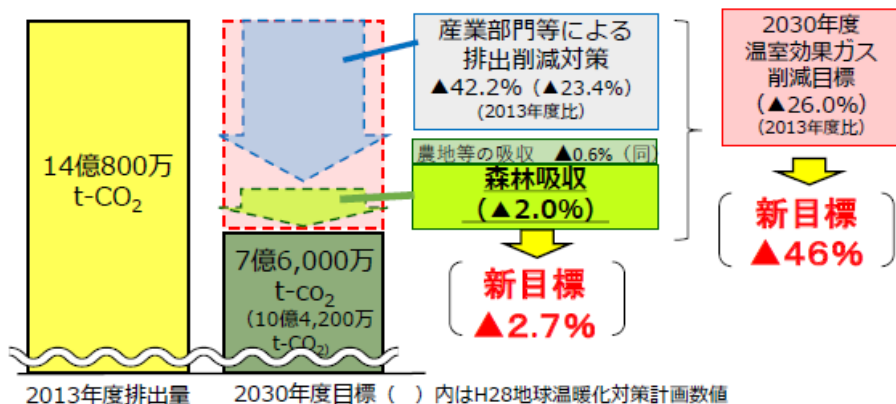 14億800万
t-CO₂
7億6,000万
t-co₂
(10億4,200万
t-CO₂)
産業部門等による
排出削減対策
▲42.2%（▲23.4%）
(2013年度比)
農地等の吸収　▲0.6%（同）
森林吸収
(▲2.0%)
新目標
▲2.7%
2030年度
温室効果ガス
削減目標
(▲26.0%)
(2013年度比)
新目標
▲46%
2013年度排出量
2030年度目標（　）内はH28地球温暖化対策計画数値